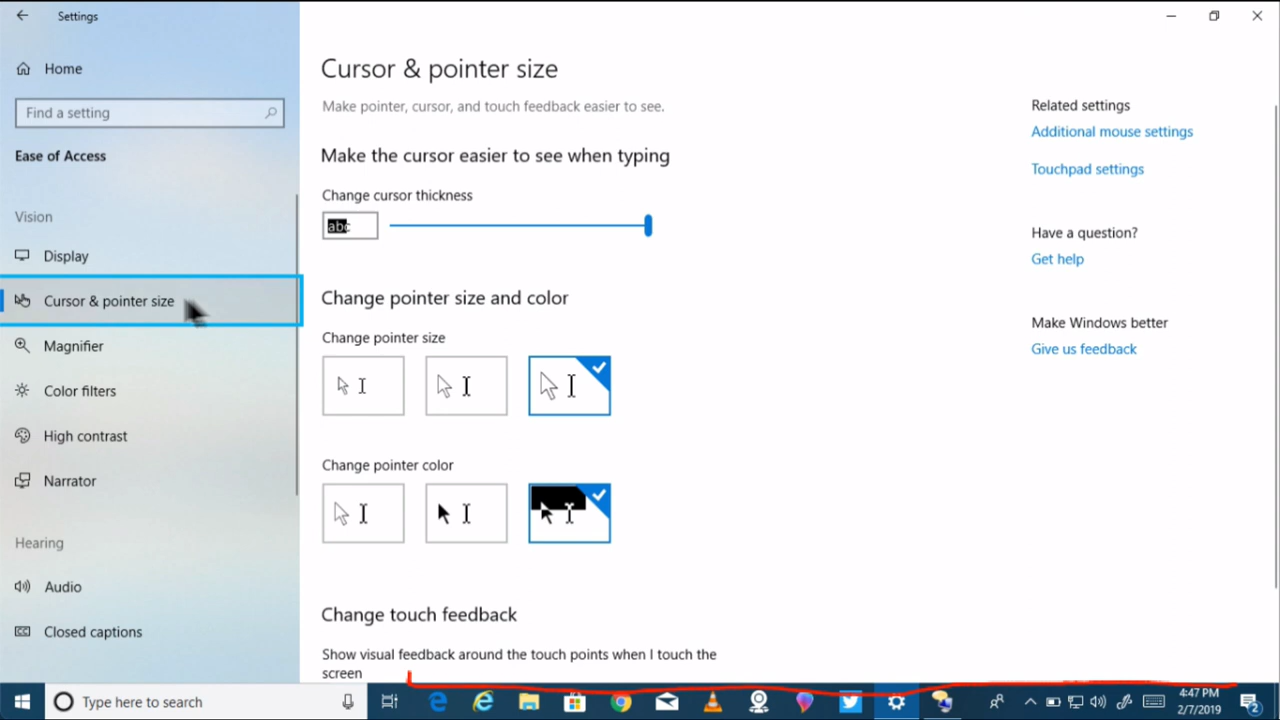 Settings
Home
Find a setting
Ease of Access
Vision
Display
Cursor & pointer size
Magnifier
Color filters
High contrast
Narrator
Hearing
Audio
Closed captions
Cursor & pointer size
Make pointer, cursor, and touch feedback easier to see.
Make the cursor easier to see when typing
Change cursor thickness
abc
Change pointer size and color
Change pointer size
Change pointer color
Change touch feedback
Show visual feedback around the touch points when I touch the
screen
Related settings
Additional mouse settings
Touchpad settings
Have a question?
Get help
Make Windows better
Give us feedback
Type here to search
4:47 PM
2/7/2019
2